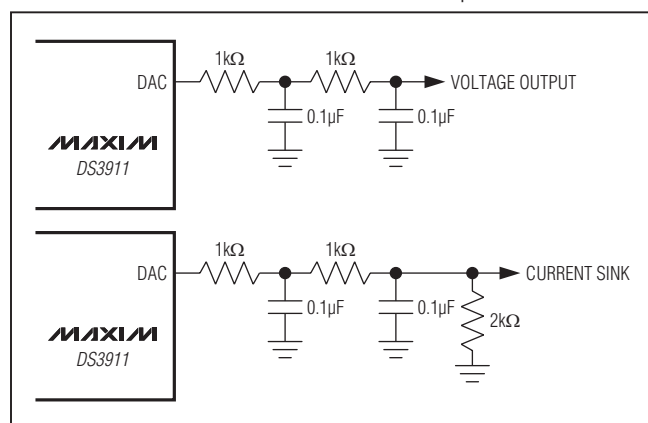 1kΩ 1kΩ
DAC VOLTAGE OUTPUT
0.1µF 0.1µF
MAXIM
DS3911
1kΩ 1kΩ
DAC CURRENT SINK
0.1µF 0.1µF 2kΩ
MAXIM
DS3911